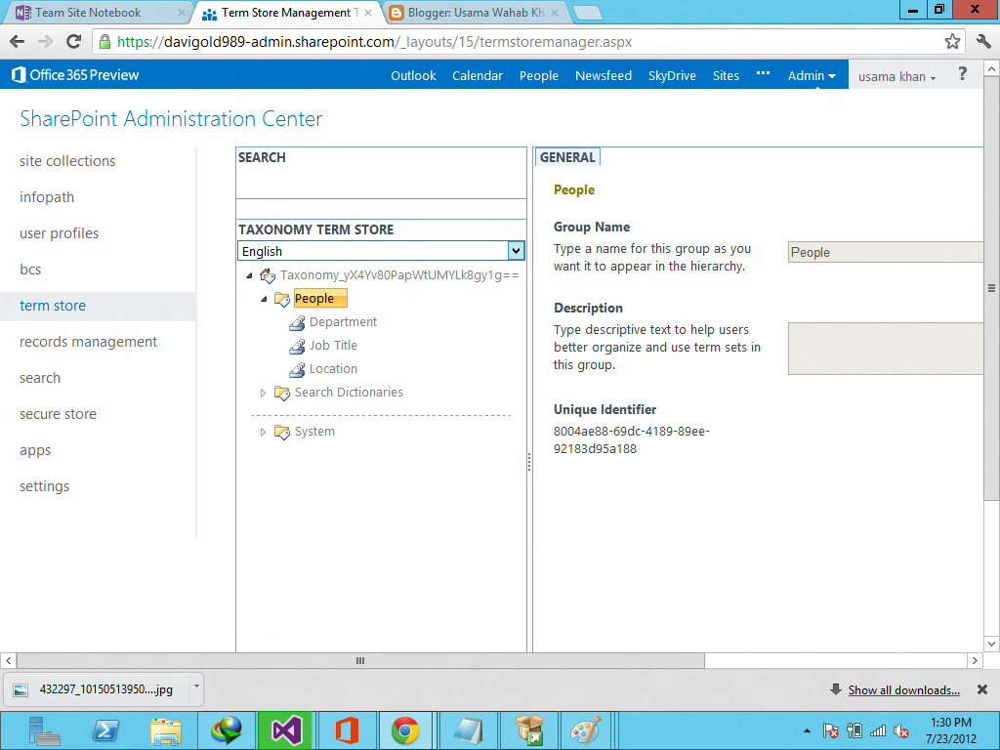 Team Site Notebook
Term Store Management T
Blogger: Usama Wahab Kh
https://davigold989-admin.sharepoint.com/_layouts/15/termstoremanager.aspx
Office 365 Preview
Outlook Calendar People Newsfeed SkyDrive Sites ••• Admin usama khan ?
SharePoint Administration Center
site collections
infopath
user profiles
bcs
term store
records management
search
secure store
apps
settings
SEARCH
TAXONOMY TERM STORE
English
Taxonomy_yX4Yv80PapWtUMYLk8gy1g==
People
Department
Job Title
Location
Search Dictionaries
System
GENERAL
People
Group Name
Type a name for this group as you
want it to appear in the hierarchy.
People
Description
Type descriptive text to help users
better organize and use term sets in
this group.
Unique Identifier
8004ae88-69dc-4189-89ee-
92183d95a188
432297_10150513950....jpg
Show all downloads...
1:30 PM
7/23/2012